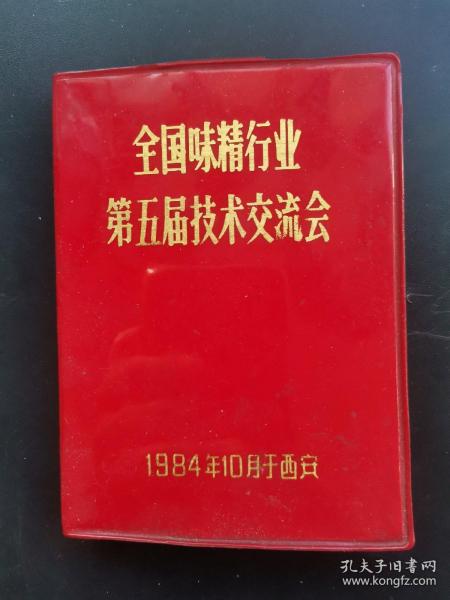 全国味精行业
第五届技术交流会
1984年10月于西安
孔夫子旧书网
www.kongfz.com